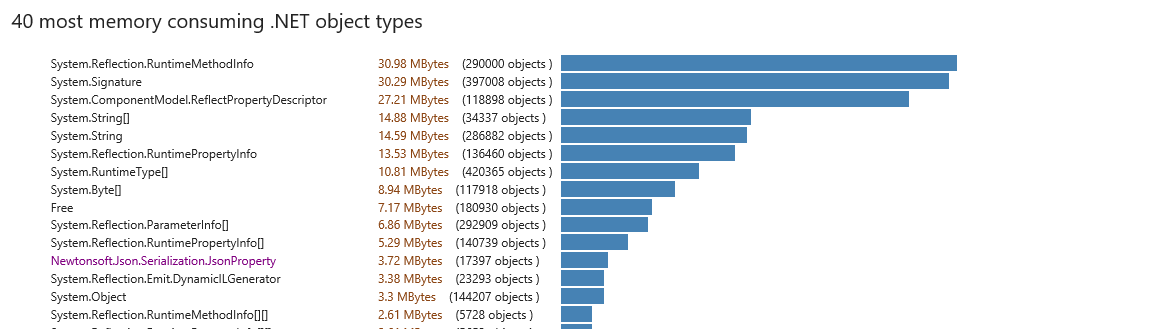 40 most memory consuming .NET object types
System.Reflection.RuntimeMethodInfo 30.98 MBytes (290000 objects )
System.Signature 30.29 MBytes (397008 objects )
System.ComponentModel.ReflectPropertyDescriptor 27.21 MBytes (118898 objects )
System.String[] 14.88 MBytes (34337 objects )
System.String 14.59 MBytes (286882 objects )
System.Reflection.RuntimePropertyInfo 13.53 MBytes (136460 objects )
System.RuntimeType[] 10.81 MBytes (420365 objects )
System.Byte[] 8.94 MBytes (117918 objects )
Free 7.17 MBytes (180930 objects )
System.Reflection.ParameterInfo[] 6.86 MBytes (292909 objects )
System.Reflection.RuntimePropertyInfo[] 5.29 MBytes (140739 objects )
Newtonsoft.Json.Serialization.JsonProperty 3.72 MBytes (17397 objects )
System.Reflection.Emit.DynamicILGenerator 3.38 MBytes (23293 objects )
System.Object 3.3 MBytes (144207 objects )
System.Reflection.RuntimeMethodInfo[][] 2.61 MBytes (5728 objects )